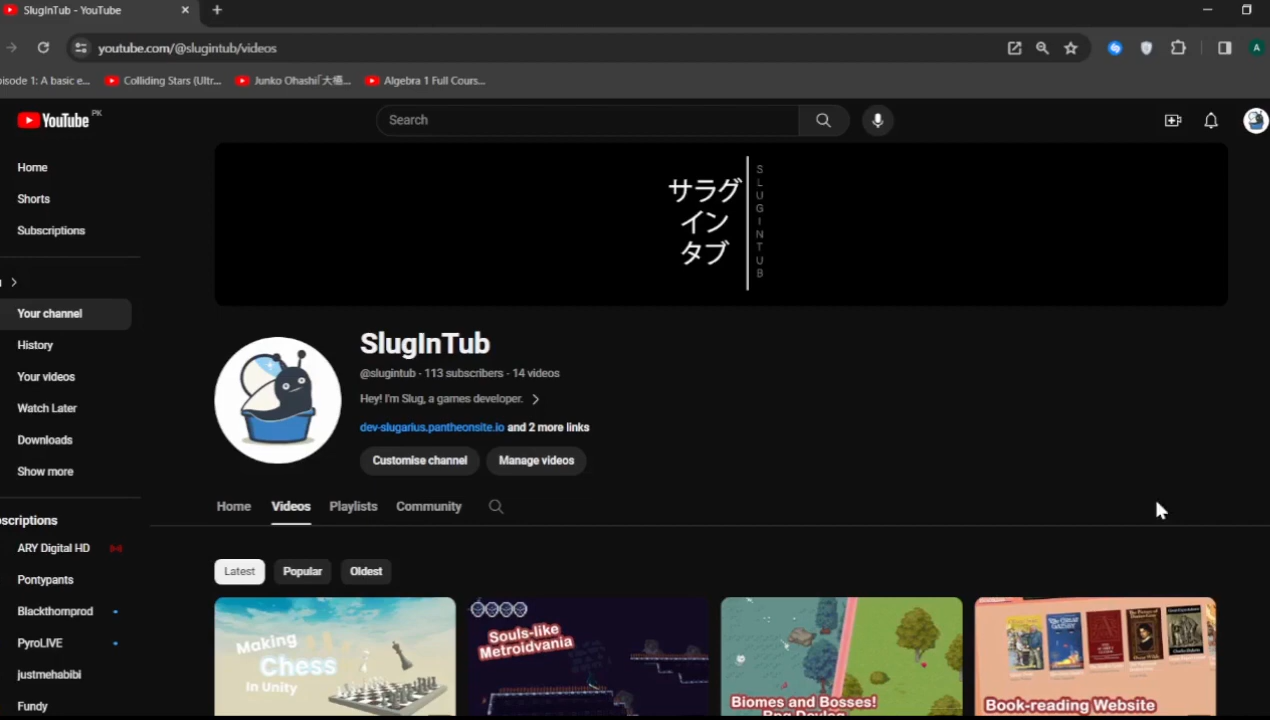 SlugInTub - YouTube
youtube.com/@slugintub/videos
A
isode 1: A basic e...
Colliding Stars (Ultr...
Junko Ohashi「大橋...
Algebra 1 Full Cours...
YouTube PK
Search
Home
Shorts
Subscriptions
Your channel
History
Your videos
Watch Later
Downloads
Show more
scriptions
ARY Digital HD
Pontypants
Blackthornprod
PyroLIVE
justmehabibi
Fundy
サラグ
イン
タブ
SLUGINTUB
SlugInTub
@slugintub · 113 subscribers · 14 videos
Hey! I'm Slug, a games developer.
dev-slugarius.pantheonsite.io and 2 more links
Customise channel
Manage videos
Home
Videos
Playlists
Community
Latest
Popular
Oldest
Making
Chess
In Unity
Souls-like
Metroidvania
Biomes and Bosses!
Rpg Devlog
Book-reading Website